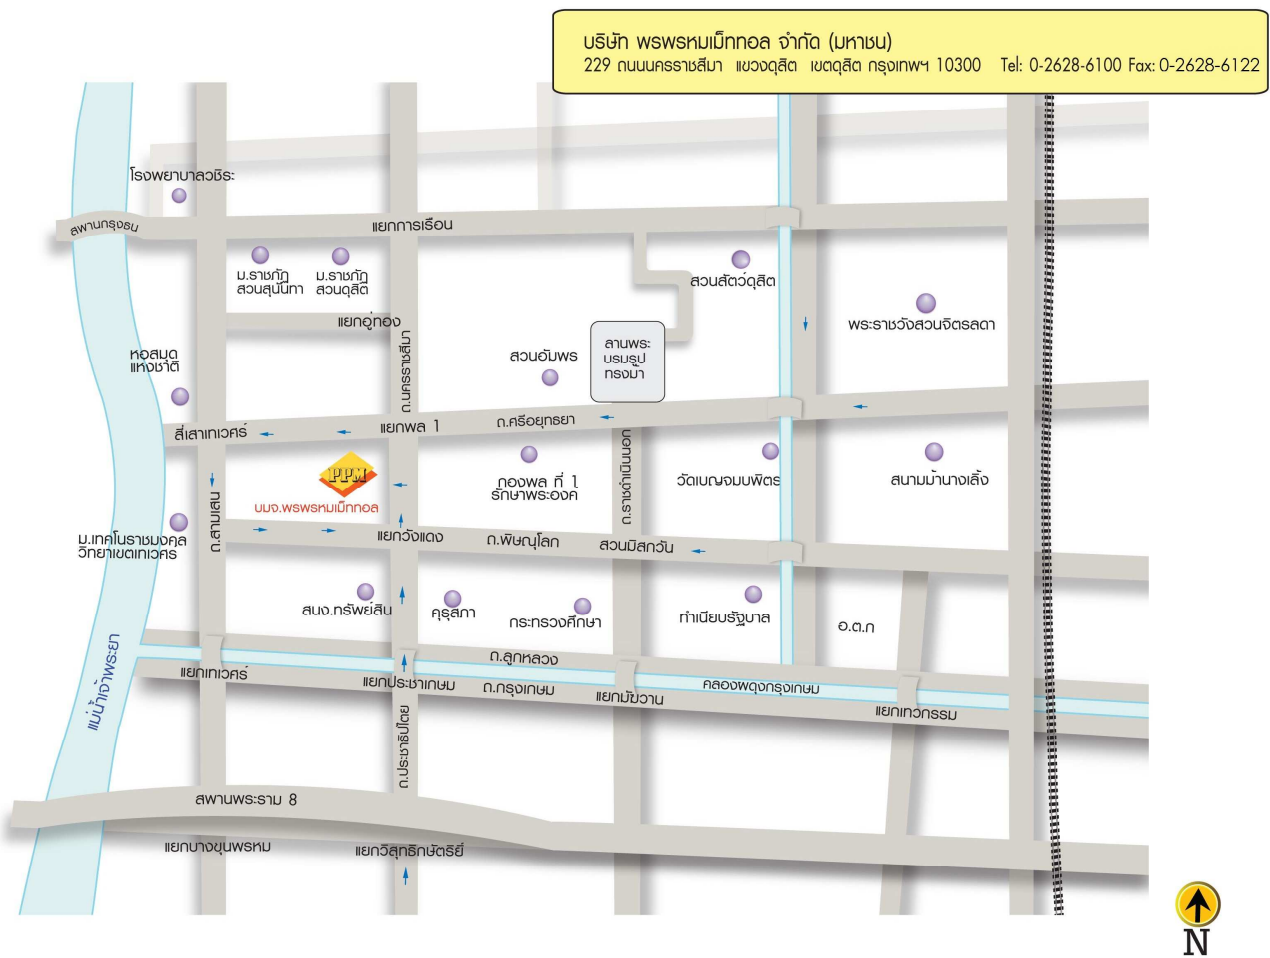 บริษัท พรพรหมเม็ททอล จำกัด (มหาชน)
229 ถนนนครราชสีมา แขวงดุสิต เขตดุสิต กรุงเทพฯ 10300 Tel: 0-2628-6100 Fax: 0-2628-6122
โรงพยาบาลวชิระ
สพานกรุงธน
แยกการเรือน
ม.ราชภัฏ
สวนสุนันทา
ม.ราชภัฏ
สวนดุสิต
สวนสัตว์ดุสิต
แยกอู่ทอง
พระราชวังสวนจิตรลดา
ถ.นครราชสีมา
ลานพระ
บรมรูป
ทรงม้า
หอสมุด
แห่งชาติ
สวนอัมพร
สี่เสาเทเวศร์
แยกพล 1
ถ.ศรีอยุทธยา
PPM
บมจ.พรพรหมเม็ททอล
กองพล ที่ 1
รักษาพระองค์
ถ.ราชดำเนินนอก
วัดเบญจมบพิตร
สนามม้านางเลิ้ง
ถ.สามเสน
ม.เทคโนราชมงคล
วิทยาเขตเทเวศร์
แยกวังแดง
ถ.พิษณุโลก
สวนมิสกวัน
สนง.ทรัพย์สิน
คุรุสภา
กระทรวงศึกษา
ทำเนียบรัฐบาล
อ.ต.ก
แม่น้ำเจ้าพระยา
แยกเทเวศร์
ถ.ลูกหลวง
แยกประชาเกษม
ถ.กรุงเกษม
แยกมัฆวาน
คลองผดุงกรุงเกษม
แยกเทวกรรม
ถ.ประชาธิปไตย
สพานพระราม 8
แยกบางขุนพรหม
แยกวิสุทธิกษัตริย์
N